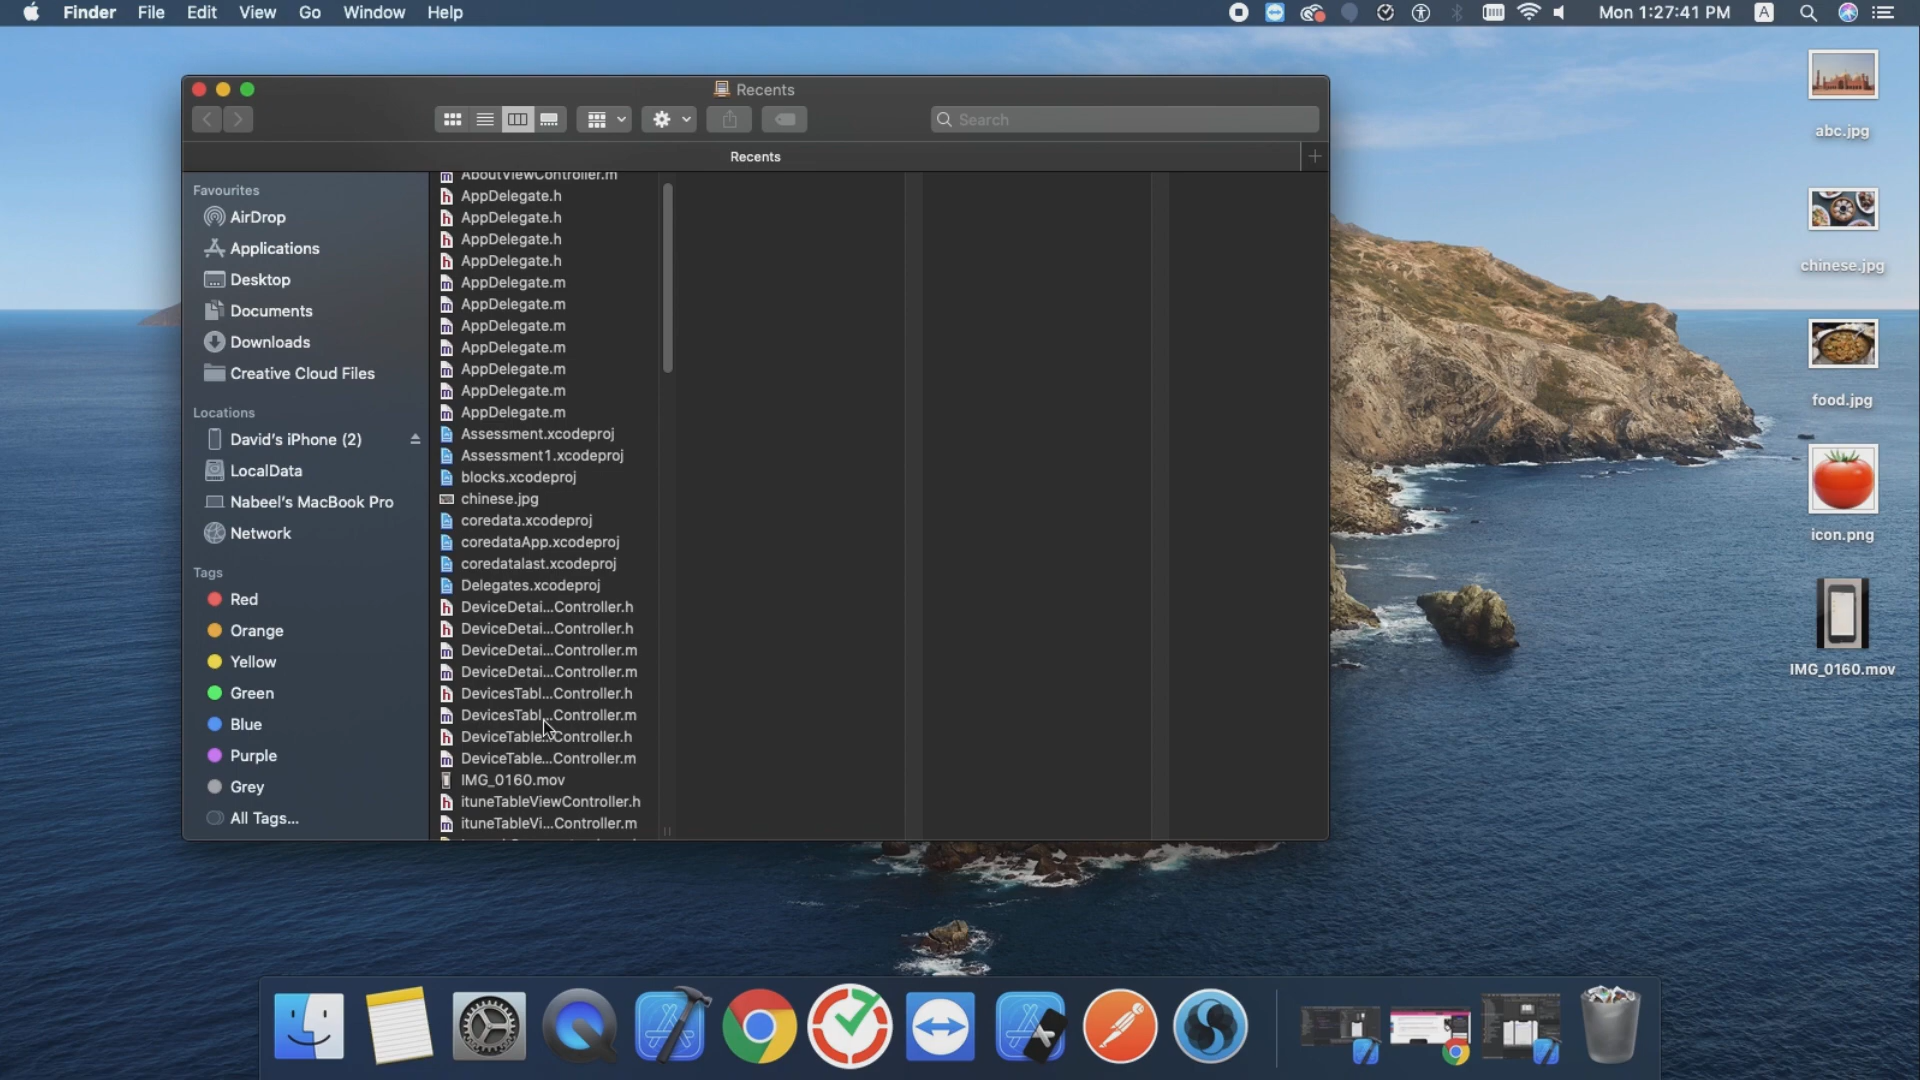 Finder File Edit View Go Window Help
Mon 1:27:41 PM A
Recents
Search
Recents
Favourites
AirDrop
Applications
Desktop
Documents
Downloads
Creative Cloud Files
Locations
David's iPhone (2)
LocalData
Nabeel's MacBook Pro
Network
Tags
Red
Orange
Yellow
Green
Blue
Purple
Grey
All Tags...
AboutViewController.m
AppDelegate.h
AppDelegate.h
AppDelegate.h
AppDelegate.h
AppDelegate.m
AppDelegate.m
AppDelegate.m
AppDelegate.m
AppDelegate.m
AppDelegate.m
AppDelegate.m
Assessment.xcodeproj
Assessment1.xcodeproj
blocks.xcodeproj
chinese.jpg
coredata.xcodeproj
coredataApp.xcodeproj
coredatalast.xcodeproj
Delegates.xcodeproj
DeviceDetai...Controller.h
DeviceDetai...Controller.h
DeviceDetai...Controller.m
DeviceDetai...Controller.m
DevicesTabl...Controller.h
DevicesTabl...Controller.m
DeviceTable...Controller.h
DeviceTable...Controller.m
IMG_0160.mov
ituneTableViewController.h
ituneTableVi...Controller.m
abc.jpg
chinese.jpg
food.jpg
icon.png
IMG_0160.mov